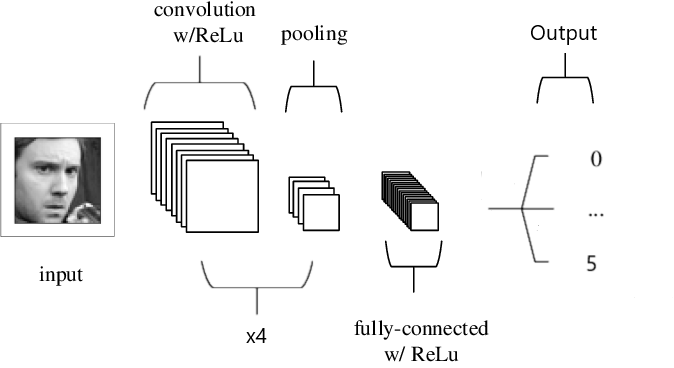 convolution
w/ReLu
pooling
Output
input
0
...
5
x4
fully-connected
w/ ReLu